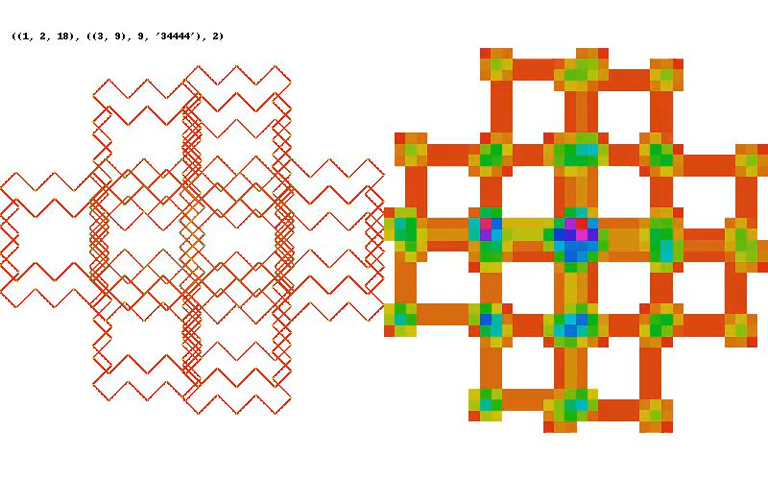 ((1, 2, 18), ((3, 9), 9, '34444'), 2)